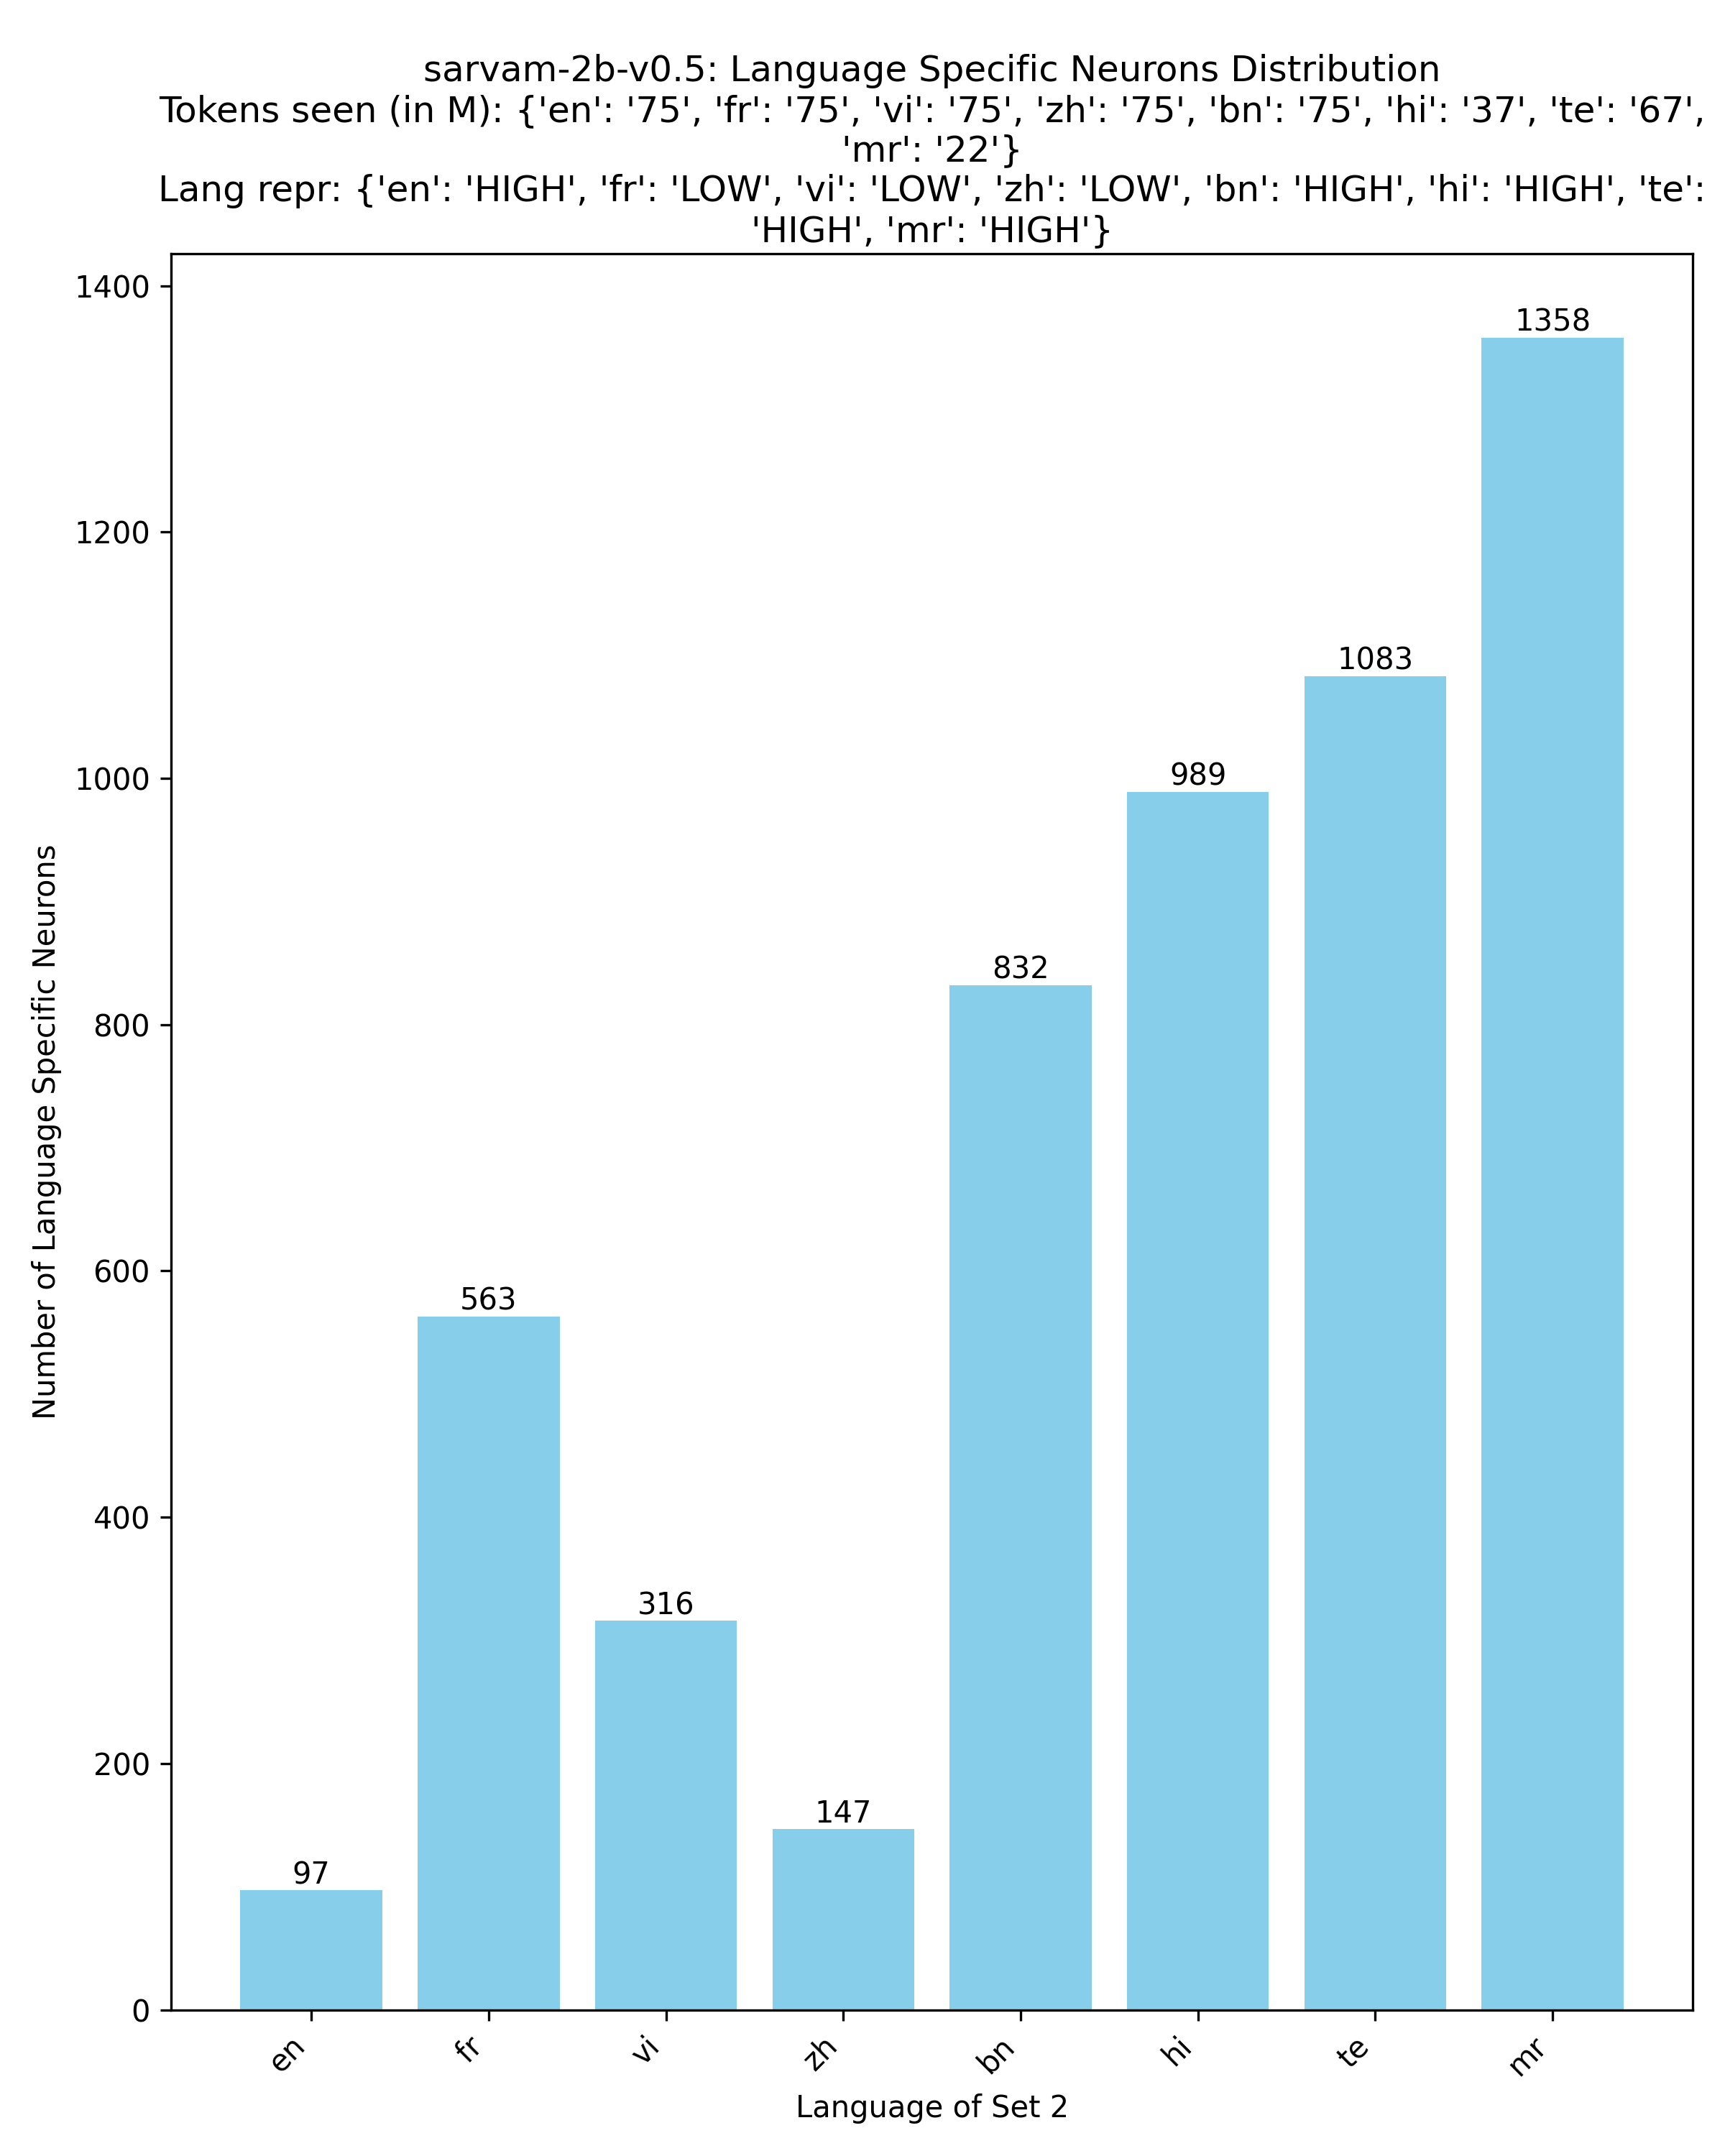 sarvam-2b-v0.5: Language Specific Neurons Distribution
Tokens seen (in M): {'en': '75', 'fr': '75', 'vi': '75', 'zh': '75', 'bn': '75', 'hi': '37', 'te': '67',
'mr': '22'}
Lang repr: {'en': 'HIGH', 'fr': 'LOW', 'vi': 'LOW', 'zh': 'LOW', 'bn': 'HIGH', 'hi': 'HIGH', 'te':
'HIGH', 'mr': 'HIGH'}
1400
1200
1000
800
600
400
200
0
Number of Language Specific Neurons
97
563
316
147
832
989
1083
1358
en
fr
vi
zh
bn
hi
te
mr
Language of Set 2